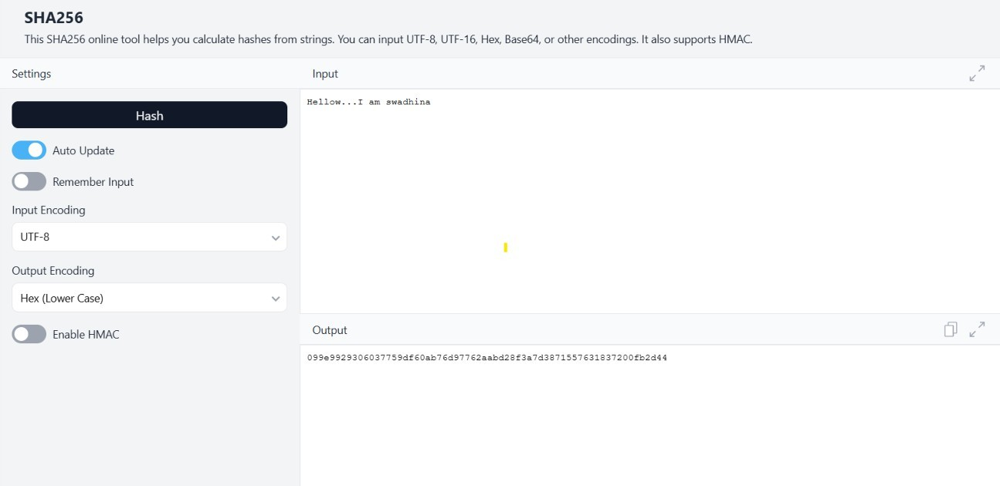 SHA256
This SHA256 online tool helps you calculate hashes from strings. You can input UTF-8, UTF-16, Hex, Base64, or other encodings. It also supports HMAC.
Settings
Hash
Auto Update
Remember Input
Input Encoding
UTF-8
Output Encoding
Hex (Lower Case)
Enable HMAC
Input
Hellow...I am swadhina
Output
099e9929306037759df60ab76d97762aabd28f3a7d3871557631837200fb2d44